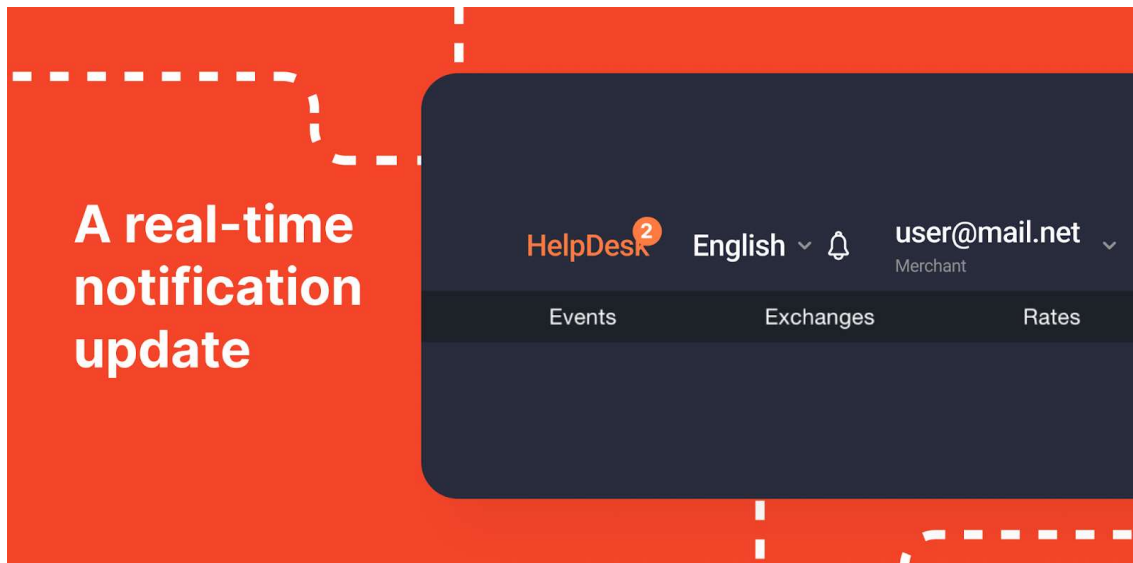 A real-time
notification
update
HelpDesk 2
English
user@mail.net
Merchant
Events
Exchanges
Rates